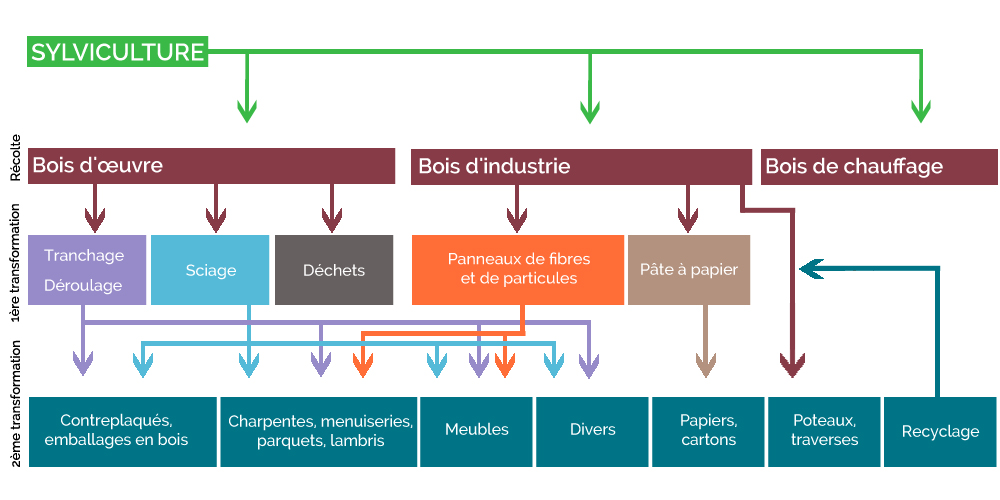 SYLVICULTURE
Récolte
Bois d'œuvre
Bois d'industrie
Bois de chauffage
1ère transformation
Tranchage
Déroulage
Sciage
Déchets
Panneaux de fibres
et de particules
Pâte à papier
2ème transformation
Contreplaqués,
emballages en bois
Charpentes, menuiseries,
parquets, lambris
Meubles
Divers
Papiers,
cartons
Poteaux,
traverses
Recyclage